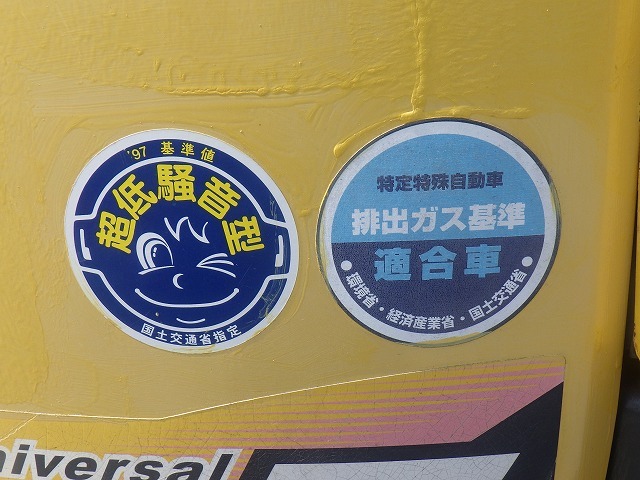 '97 基準値
超低騒音型
国土交通省指定
特定特殊自動車
排出ガス基準
適合車
・環境省・経済産業省・国土交通省・
niversal